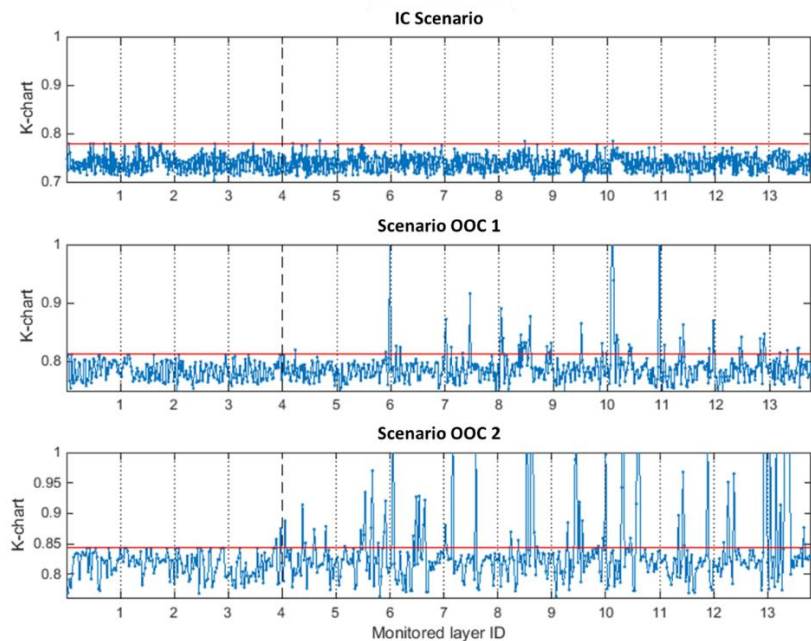 IC Scenario
1
0.9
0.8
0.7
K-chart
1 2 3 4 5 6 7 8 9 10 11 12 13
Scenario OOC 1
1
0.9
0.8
K-chart
1 2 3 4 5 6 7 8 9 10 11 12 13
Scenario OOC 2
1
0.95
0.9
0.85
0.8
K-chart
1 2 3 4 5 6 7 8 9 10 11 12 13
Monitored layer ID